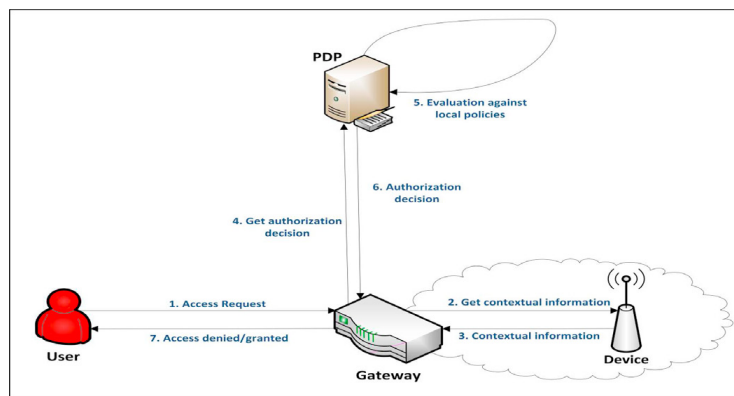 PDP
5. Evaluation against
local policies
6. Authorization
decision
4. Get authorization
decision
1. Access Request
2. Get contextual information
7. Access denied/granted
3. Contextual information
User
Gateway
Device